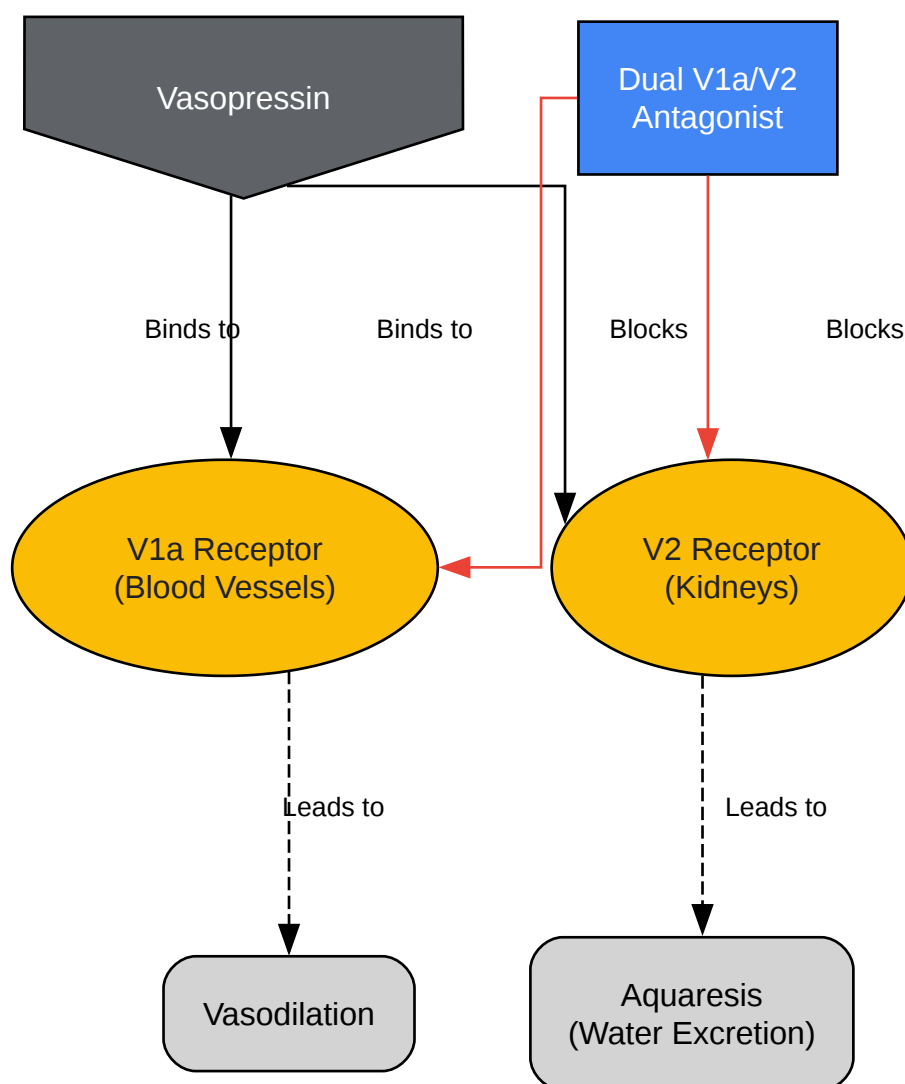 Vasopressin
Dual V1a/V2
Antagonist
Binds to
Binds to
Blocks
Blocks
V1a Receptor
(Blood Vessels)
V2 Receptor
(Kidneys)
Leads to
Leads to
Vasodilation
Aquaresis
(Water Excretion)